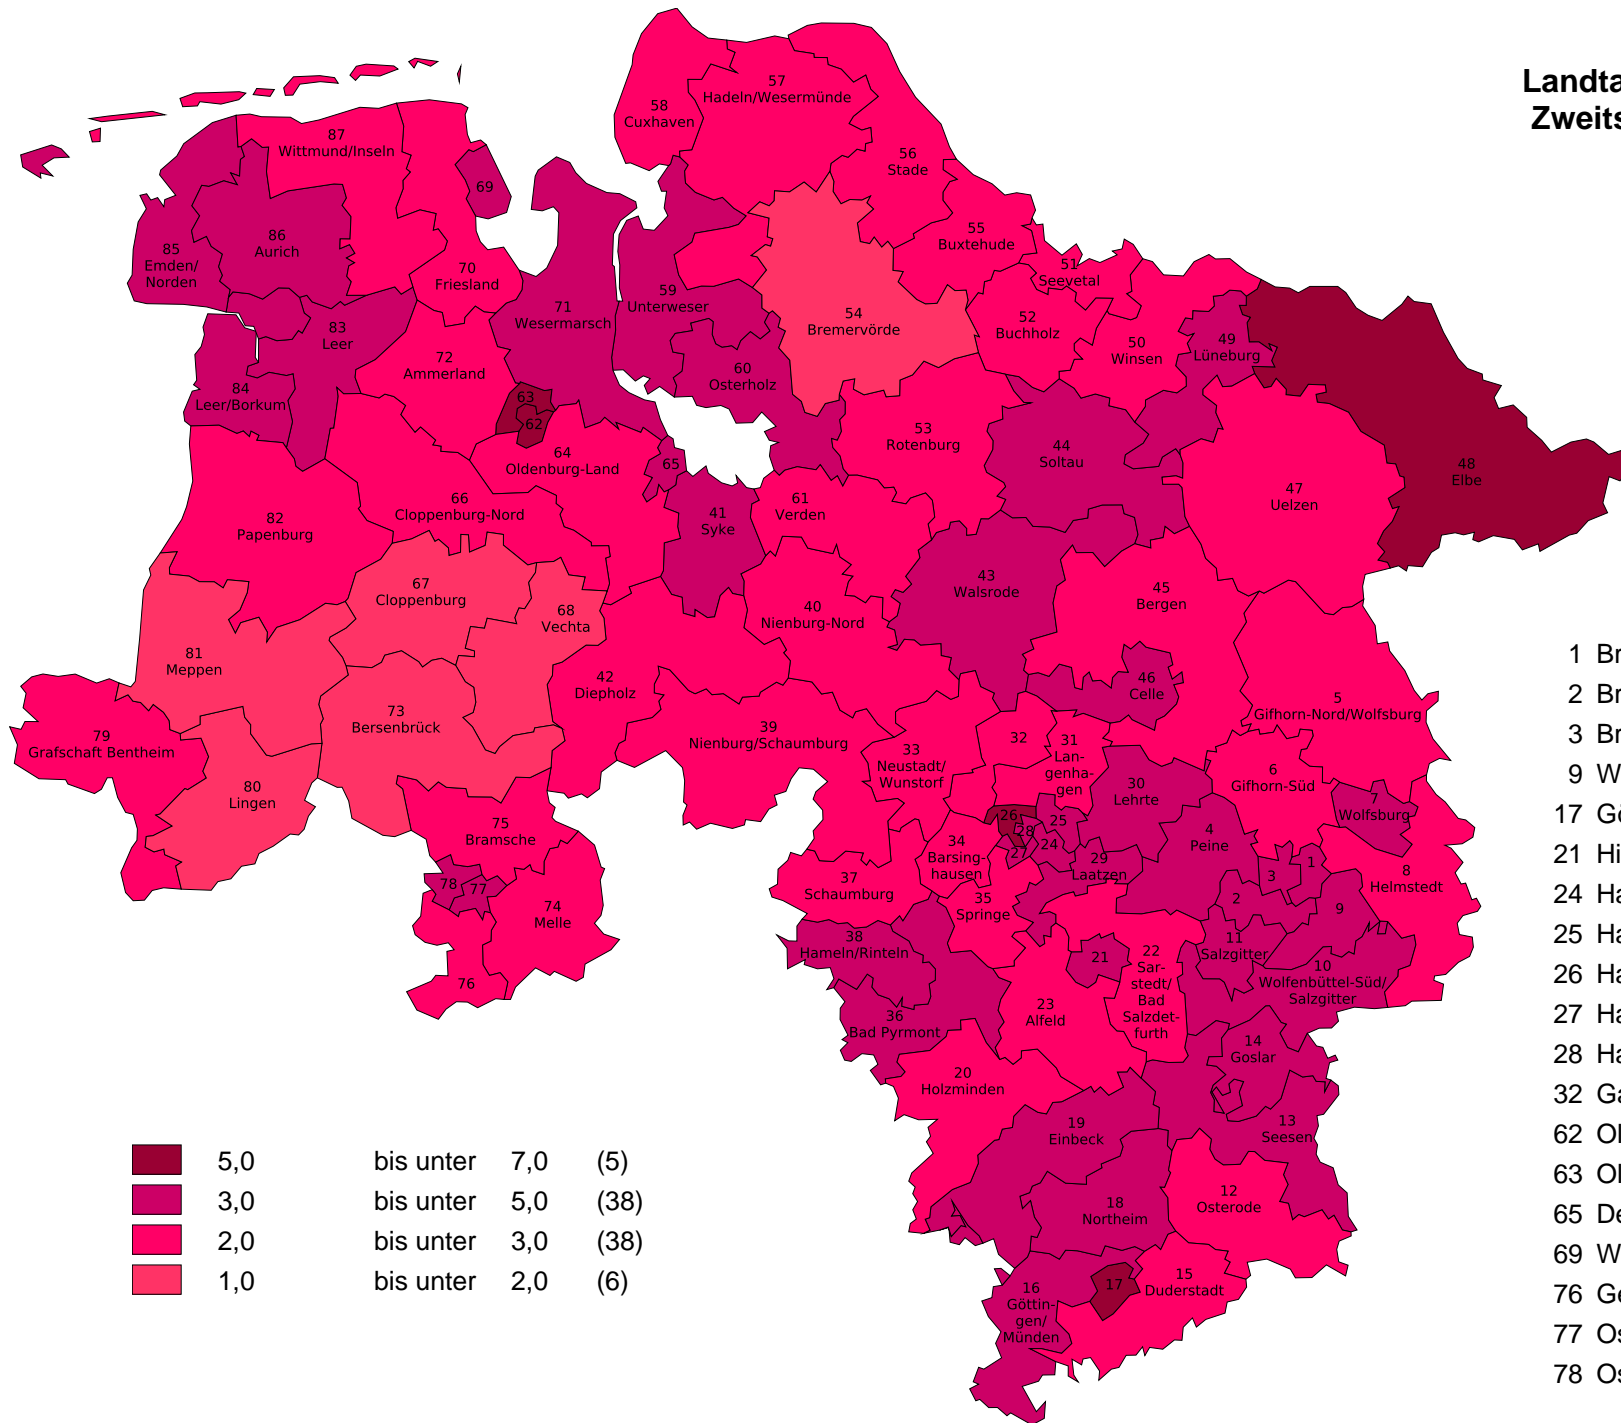 Landta
Zweits
57
Hadeln/Wesermünde
58
Cuxhaven
87
Wittmund/Inseln
56
Stade
69
55
Buxtehude
86
Aurich
85
Emden/
Norden
70
Friesland
51
Seevetal
59
Unterweser
71
Wesermarsch
54
Bremervörde
52
Buchholz
83
Leer
50
Winsen
49
Lüneburg
72
Ammerland
60
Osterholz
84
Leer/Borkum
63
62
53
Rotenburg
44
Soltau
64
Oldenburg-Land
65
48
Elbe
47
Uelzen
66
Cloppenburg-Nord
61
Verden
41
Syke
82
Papenburg
67
Cloppenburg
43
Walsrode
45
Bergen
68
Vechta
40
Nienburg-Nord
81
Meppen
42
Diepholz
46
Celle
5
Gifhorn-Nord/Wolfsburg
73
Bersenbrück
79
Grafschaft Bentheim
39
Nienburg/Schaumburg
33
Neustadt/
Wunstorf
32
31
Lan-
genha-
gen
6
Gifhorn-Süd
80
Lingen
30
Lehrte
7
Wolfsburg
75
Bramsche
26
28
25
24
27
4
Peine
34
Barsing-
hausen
29
Laatzen
1
3
8
Helmstedt
37
Schaumburg
78
77
35
Springe
2
9
74
Melle
38
Hameln/Rinteln
11
Salzgitter
21
22
Sar-
stedt/
Bad
Salzdet-
furth
10
Wolfenbüttel-Süd/
Salzgitter
76
23
Alfeld
36
Bad Pyrmont
14
Goslar
20
Holzminden
19
Einbeck
13
Seesen
18
Northeim
12
Osterode
16
Göttin-
gen/
Münden
17
15
Duderstadt
5,0 bis unter 7,0 (5)
3,0 bis unter 5,0 (38)
2,0 bis unter 3,0 (38)
1,0 bis unter 2,0 (6)
1 Br
2 Br
3 Br
9 W
17 Gö
21 Hi
24 Ha
25 Ha
26 Ha
27 Ha
28 Ha
32 Ga
62 Ol
63 Ol
65 De
69 W
76 Ge
77 Os
78 Os